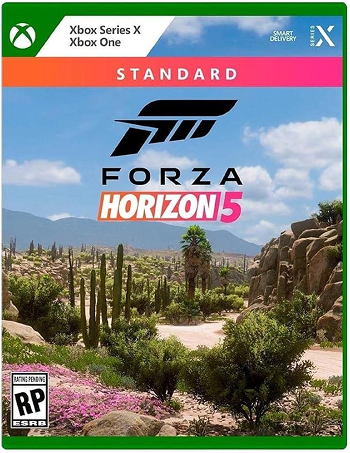 Xbox Series X
Xbox One
SMART
DELIVERY
SERIES X
STANDARD
FORZA
HORIZON 5
RATING PENDING
RP
ESRB